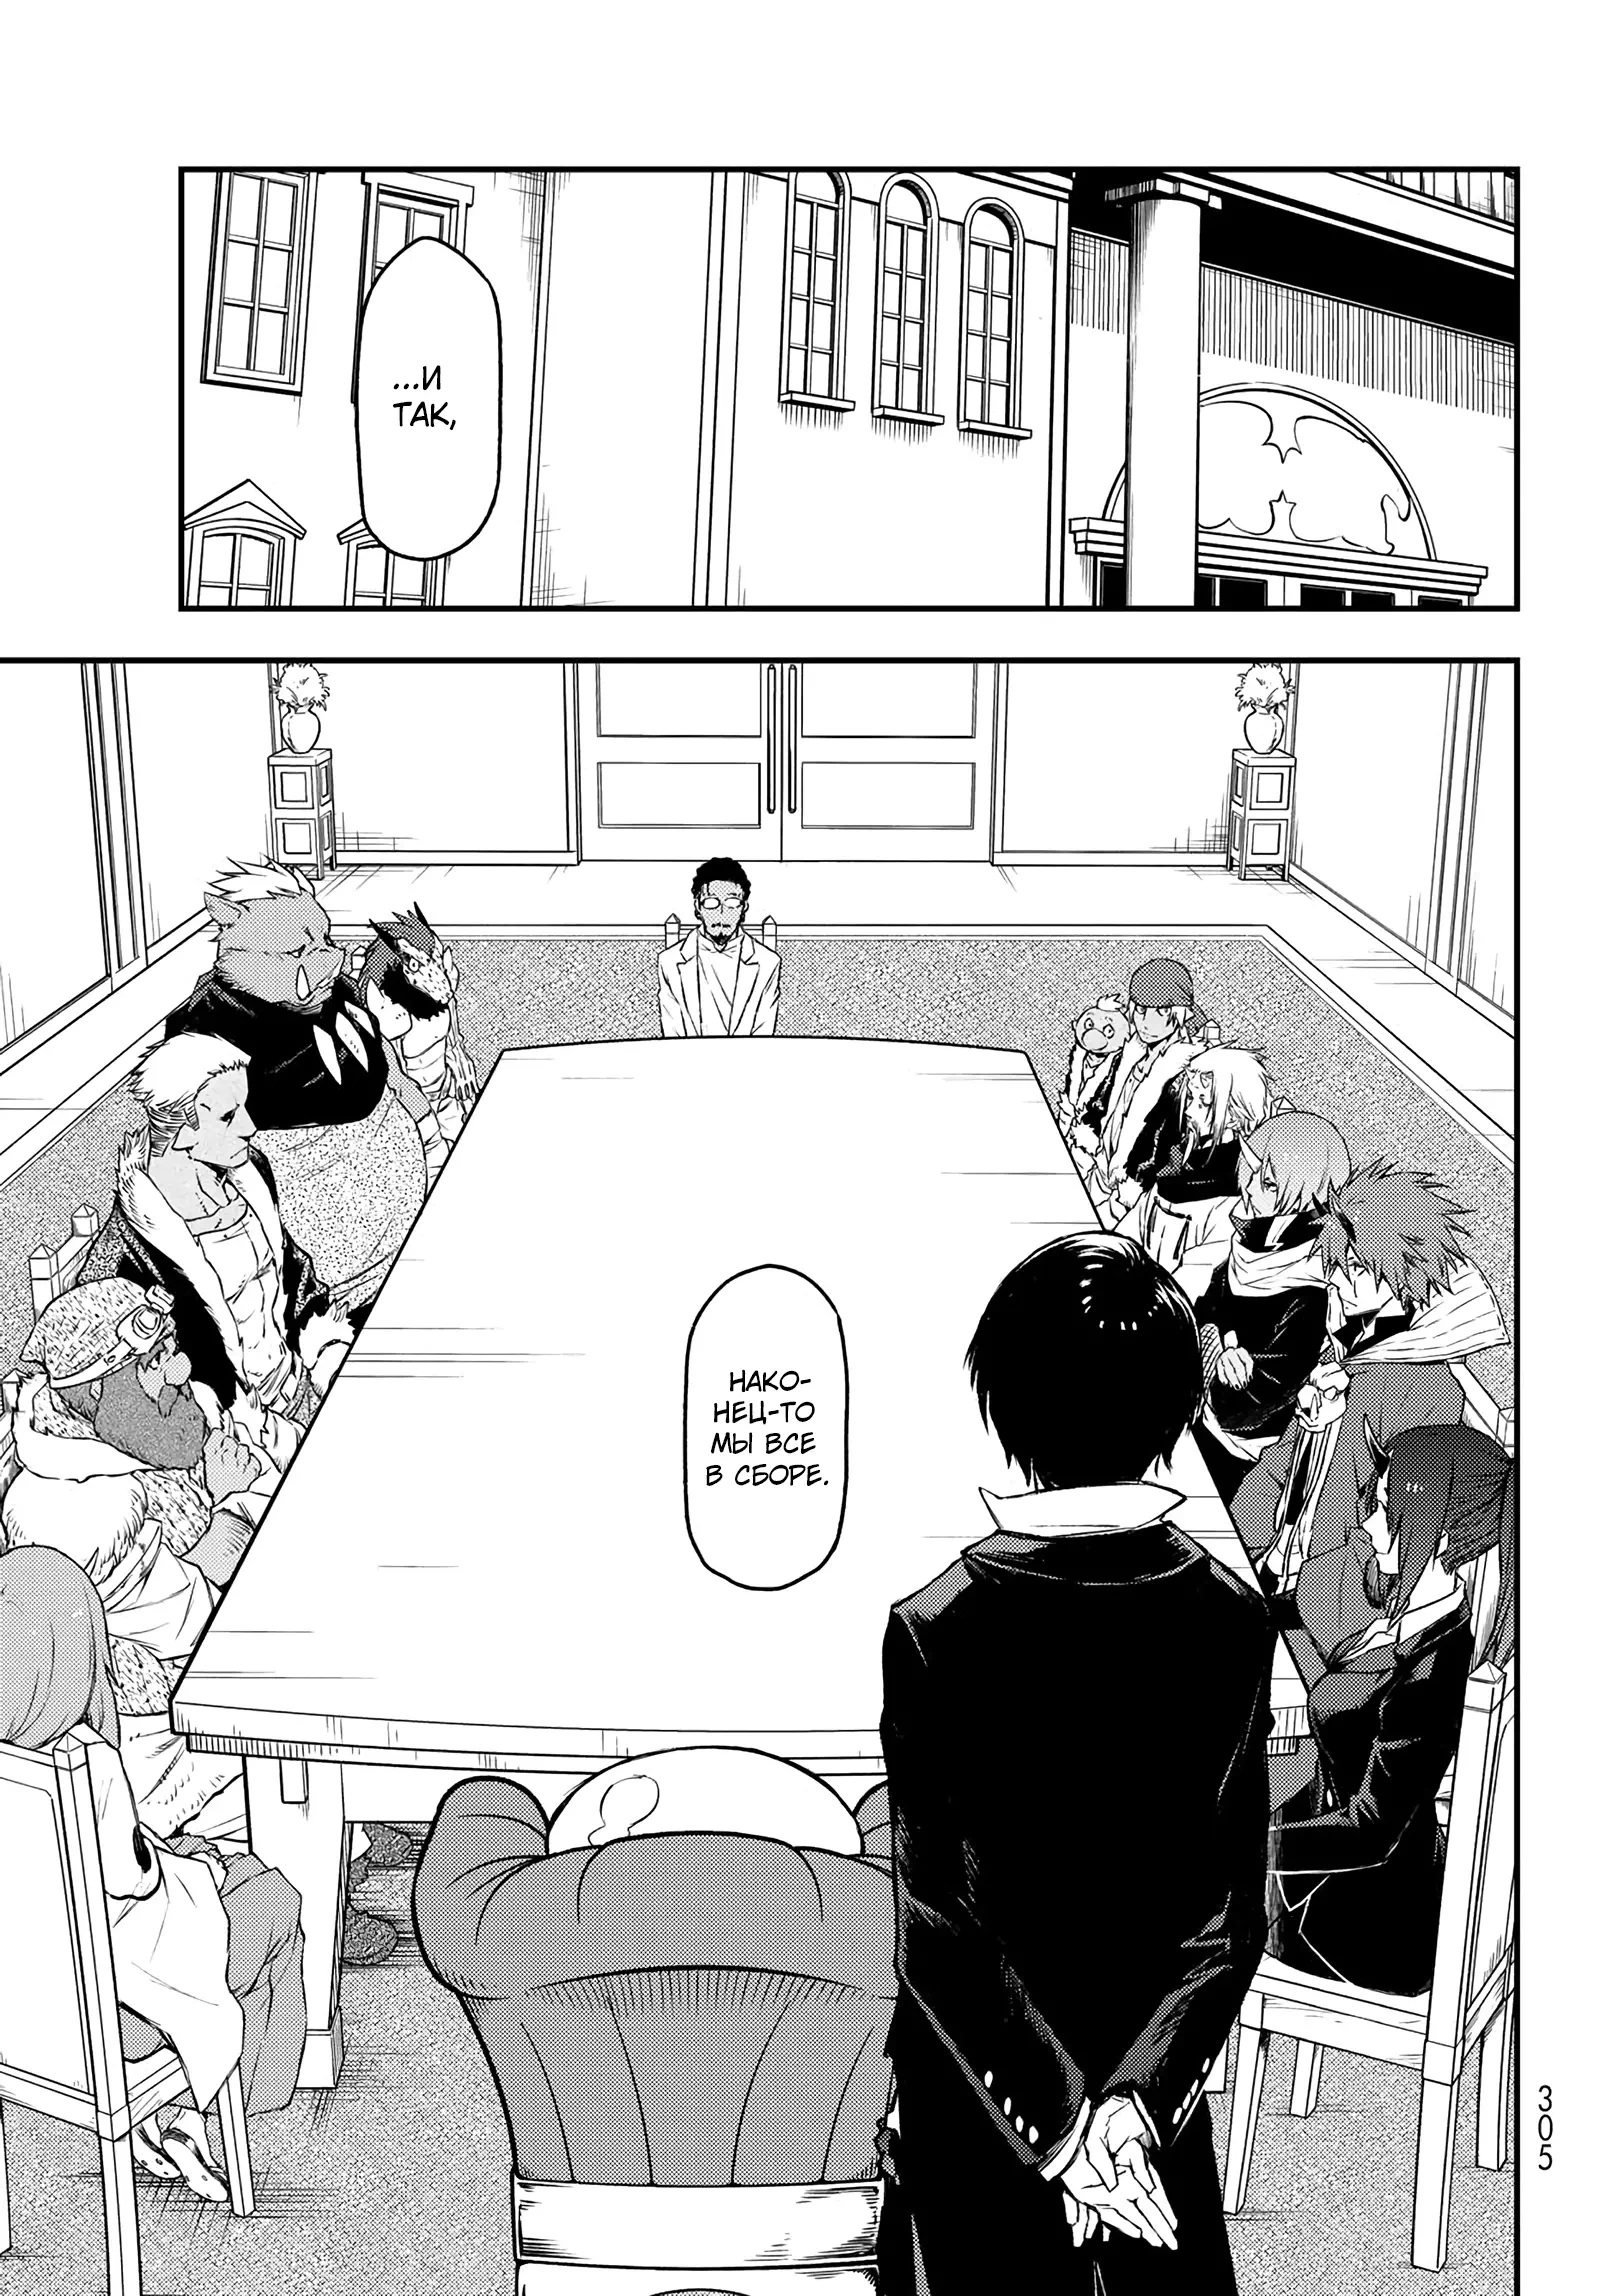 ...И
ТАК,
НАКО-
НЕЦ-ТО
МЫ ВСЕ
В СБОРЕ.
305